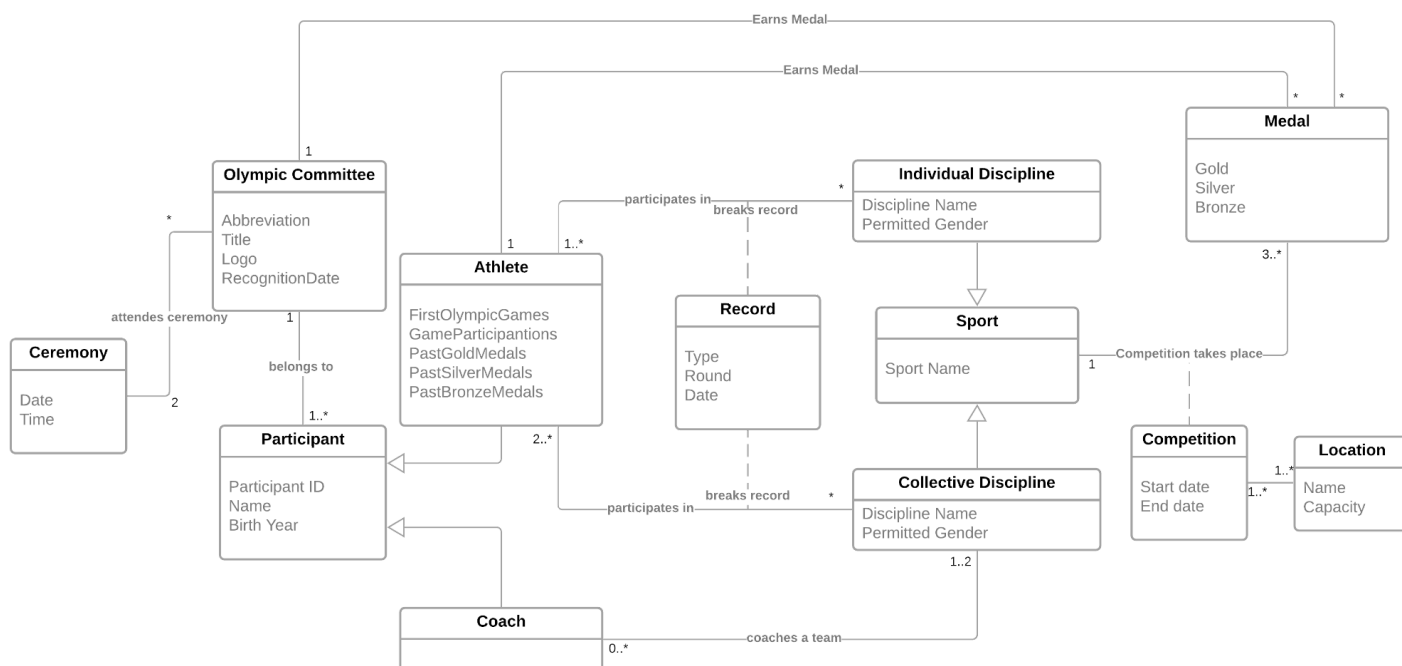 Earns Medal
Earns Medal
*
*
Medal
Gold
Silver
Bronze
3..*
1
Olympic Committee
Abbreviation
Title
Logo
RecognitionDate
1
*
attendes ceremony
2
Ceremony
Date
Time
belongs to
1..*
Participant
Participant ID
Name
Birth Year
1
1..*
Athlete
FirstOlympicGames
GameParticipantions
PastGoldMedals
PastSilverMedals
PastBronzeMedals
2..*
participates in
breaks record
*
Individual Discipline
Discipline Name
Permitted Gender
Record
Type
Round
Date
Sport
Sport Name
1
Competition takes place
breaks record
participates in
*
Collective Discipline
Discipline Name
Permitted Gender
1..2
Competition
Start date
End date
1..*
1..*
Location
Name
Capacity
Coach
0..*
coaches a team